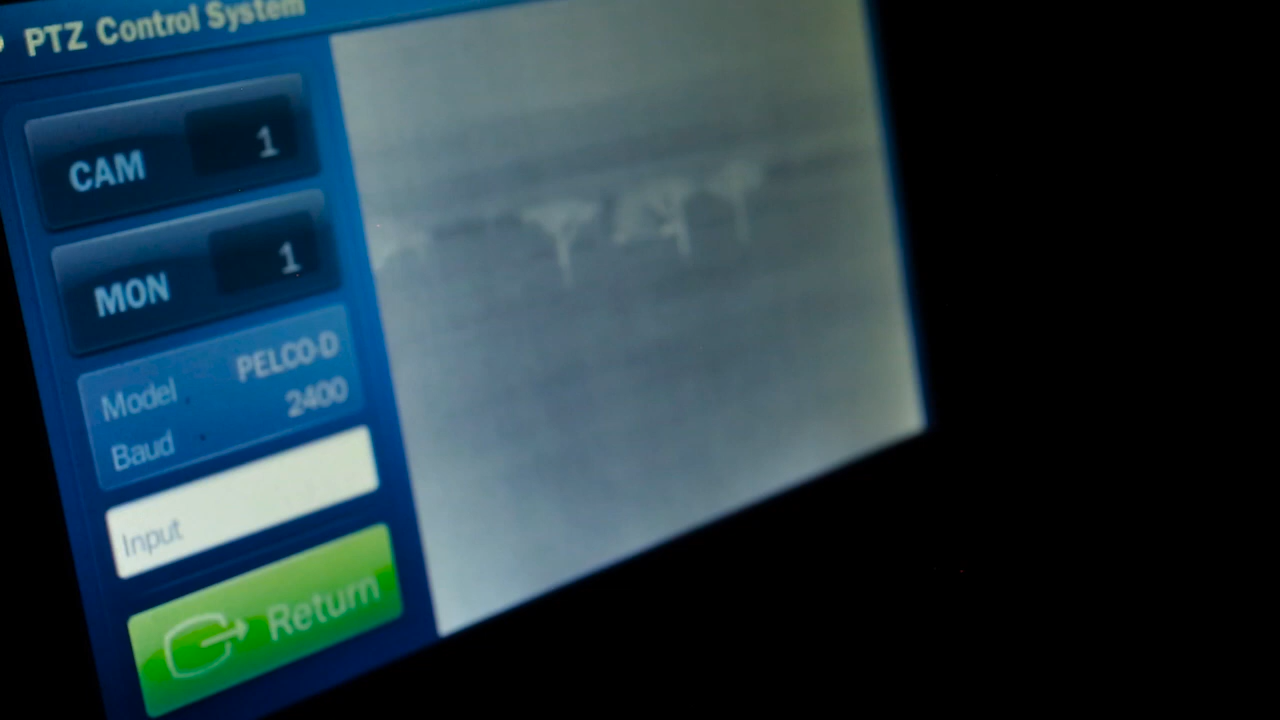 PTZ Control System
CAM 1
MON 1
Model PELCO-D
Baud 2400
Input
Return